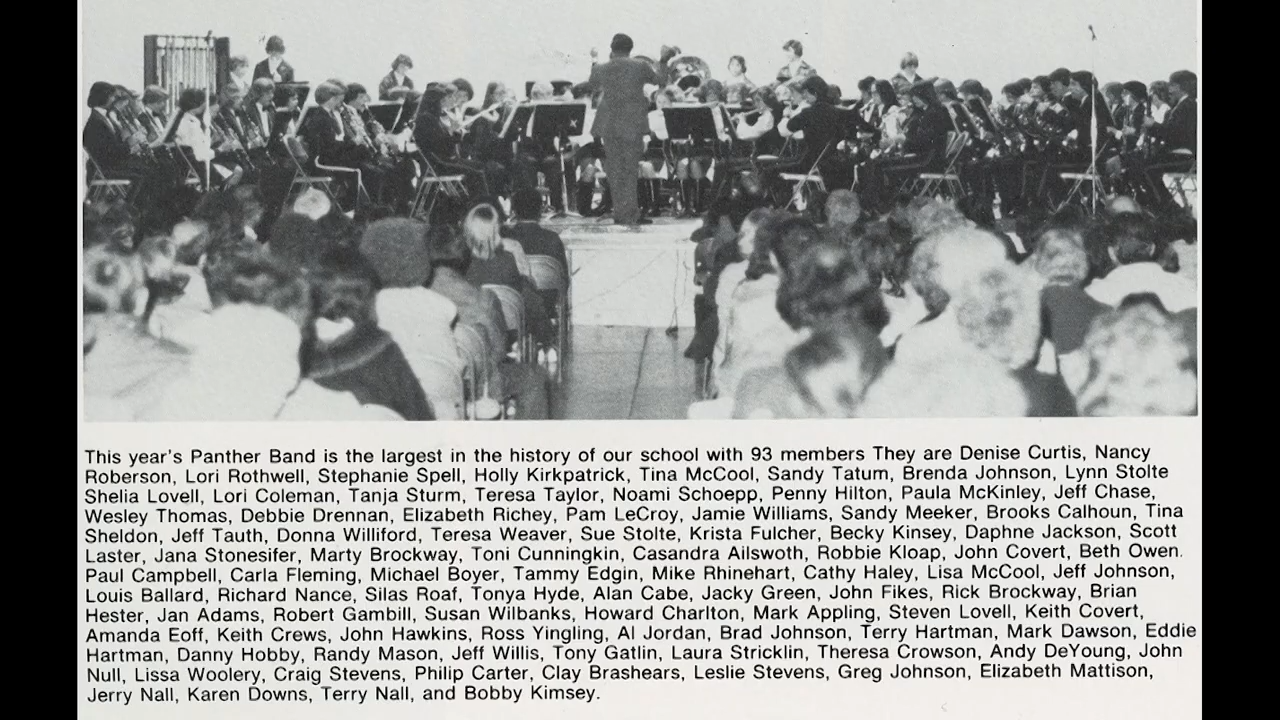 This year's Panther Band is the largest in the history of our school with 93 members They are Denise Curtis, Nancy
Roberson, Lori Rothwell, Stephanie Spell, Holly Kirkpatrick, Tina McCool, Sandy Tatum, Brenda Johnson, Lynn Stolte
Shelia Lovell, Lori Coleman, Tanja Sturm, Teresa Taylor, Noami Schoepp, Penny Hilton, Paula McKinley, Jeff Chase,
Wesley Thomas, Debbie Drennan, Elizabeth Richey, Pam LeCroy, Jamie Williams, Sandy Meeker, Brooks Calhoun, Tina
Sheldon, Jeff Tauth, Donna Williford, Teresa Weaver, Sue Stolte, Krista Fulcher, Becky Kinsey, Daphne Jackson, Scott
Laster, Jana Stonesifer, Marty Brockway, Toni Cunningkin, Casandra Ailswoth, Robbie Kloap, John Covert, Beth Owen.
Paul Campbell, Carla Fleming, Michael Boyer, Tammy Edgin, Mike Rhinehart, Cathy Haley, Lisa McCool, Jeff Johnson,
Louis Ballard, Richard Nance, Silas Roaf, Tonya Hyde, Alan Cabe, Jacky Green, John Fikes, Rick Brockway, Brian
Hester, Jan Adams, Robert Gambill, Susan Wilbanks, Howard Charlton, Mark Appling, Steven Lovell, Keith Covert,
Amanda Eoff, Keith Crews, John Hawkins, Ross Yingling, Al Jordan, Brad Johnson, Terry Hartman, Mark Dawson, Eddie
Hartman, Danny Hobby, Randy Mason, Jeff Willis, Tony Gatlin, Laura Stricklin, Theresa Crowson, Andy DeYoung, John
Null, Lissa Woolery, Craig Stevens, Philip Carter, Clay Brashears, Leslie Stevens, Greg Johnson, Elizabeth Mattison,
Jerry Nall, Karen Downs, Terry Nall, and Bobby Kimsey.